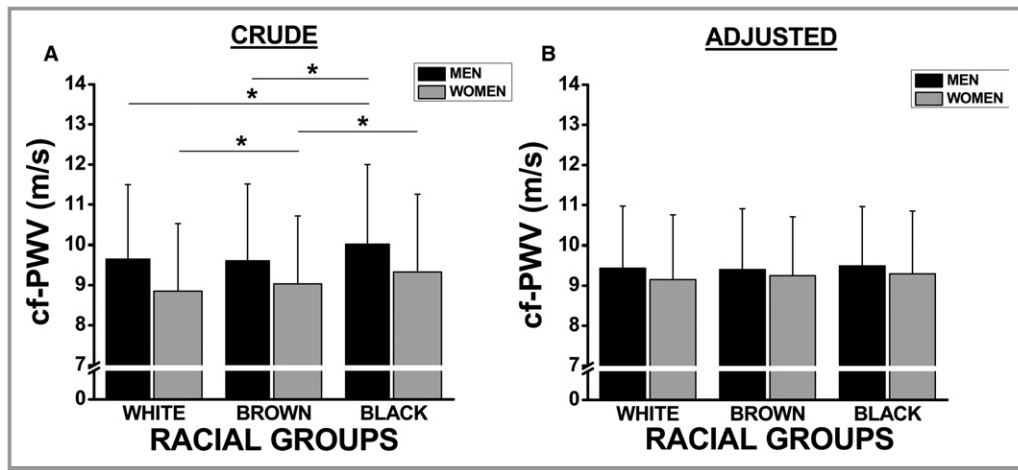 A
CRUDE
MEN
WOMEN
*
*
*
*
14
13
12
11
10
9
8
7
0
cf-PWV (m/s)
WHITE BROWN BLACK
RACIAL GROUPS
B
ADJUSTED
MEN
WOMEN
14
13
12
11
10
9
8
7
0
cf-PWV (m/s)
WHITE BROWN BLACK
RACIAL GROUPS